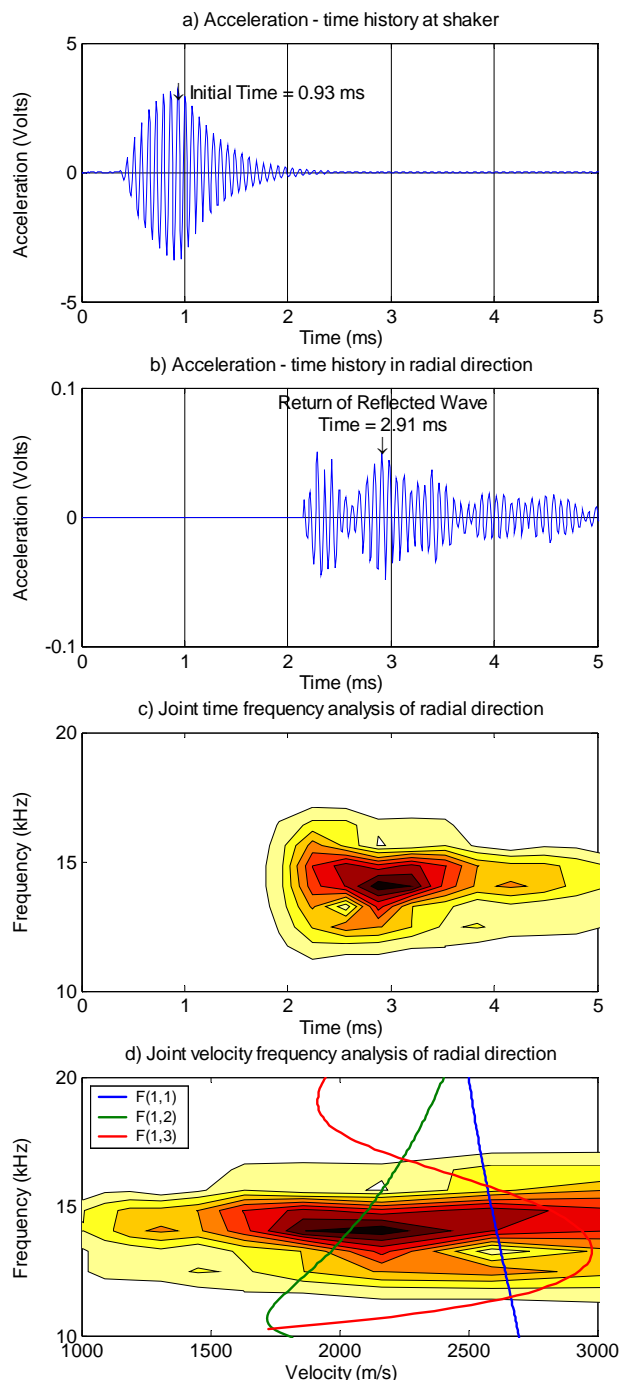 a) Acceleration - time history at shaker
5
Initial Time = 0.93 ms
0
-5
Acceleration (Volts)
0 1 2 3 4 5
Time (ms)
b) Acceleration - time history in radial direction
0.1
Return of Reflected Wave
Time = 2.91 ms
0
-0.1
Acceleration (Volts)
0 1 2 3 4 5
Time (ms)
c) Joint time frequency analysis of radial direction
20
15
10
Frequency (kHz)
0 1 2 3 4 5
Time (ms)
d) Joint velocity frequency analysis of radial direction
20
F(1,1)
F(1,2)
F(1,3)
15
10
Frequency (kHz)
1000 1500 2000 2500 3000
Velocity (m/s)